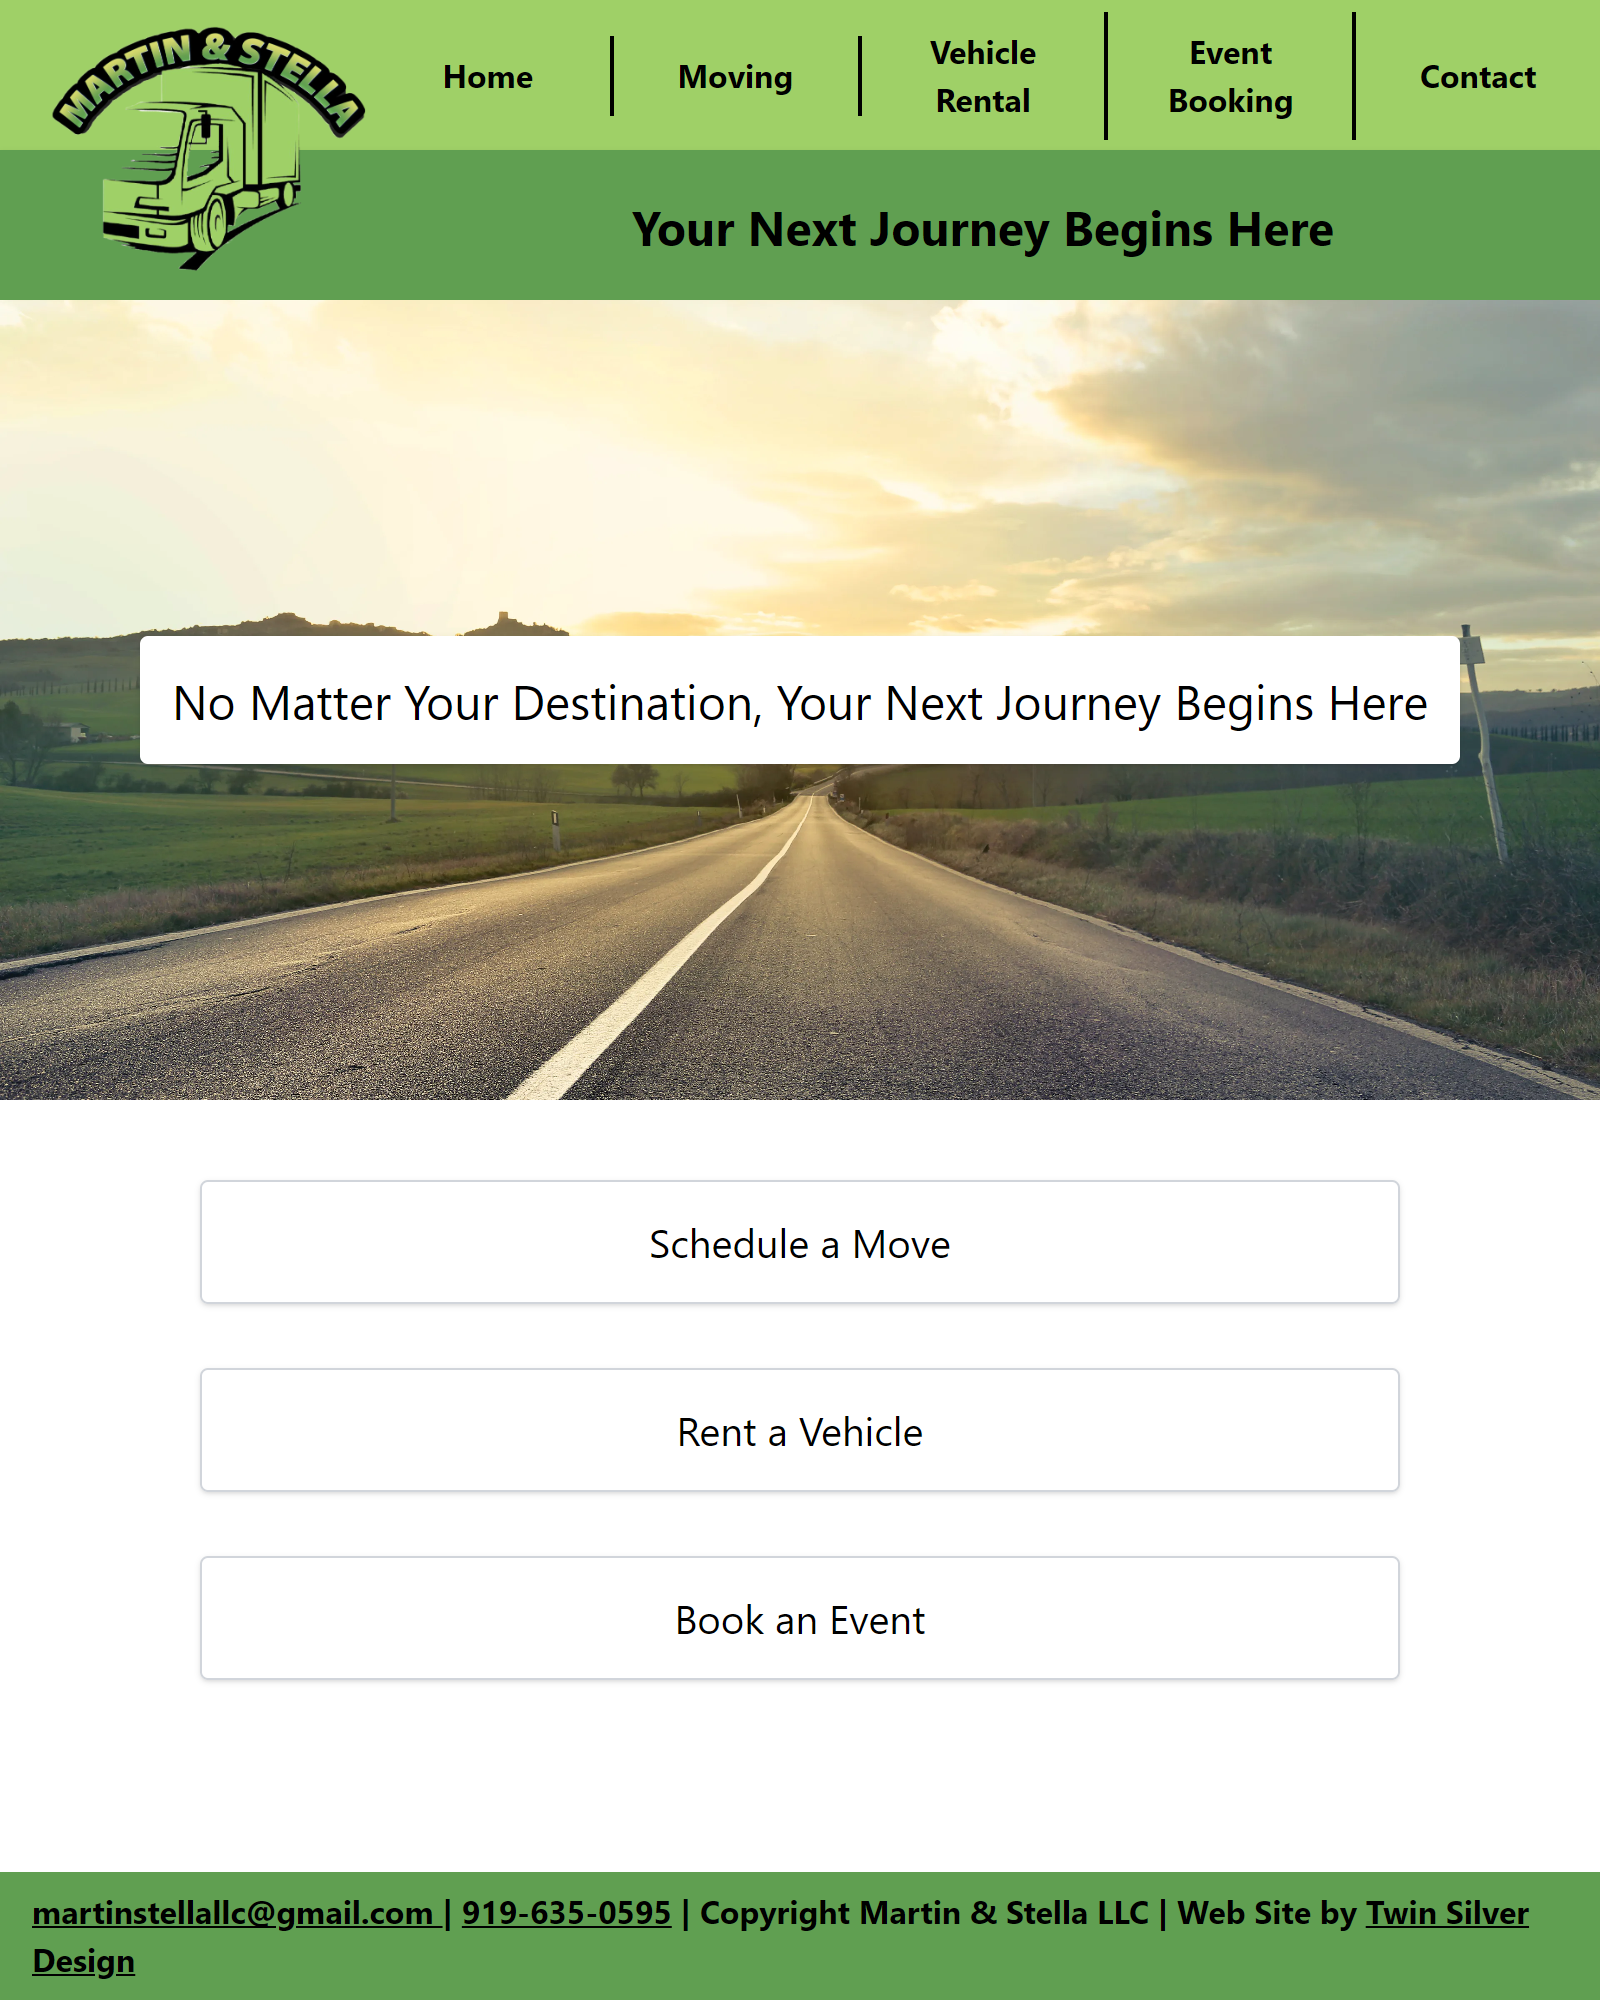 MARTIN & STELLA
Home
Moving
Vehicle
Rental
Event
Booking
Contact
Your Next Journey Begins Here
No Matter Your Destination, Your Next Journey Begins Here
Schedule a Move
Rent a Vehicle
Book an Event
martinstellallc@gmail.com | 919-635-0595 | Copyright Martin & Stella LLC | Web Site by Twin Silver
Design